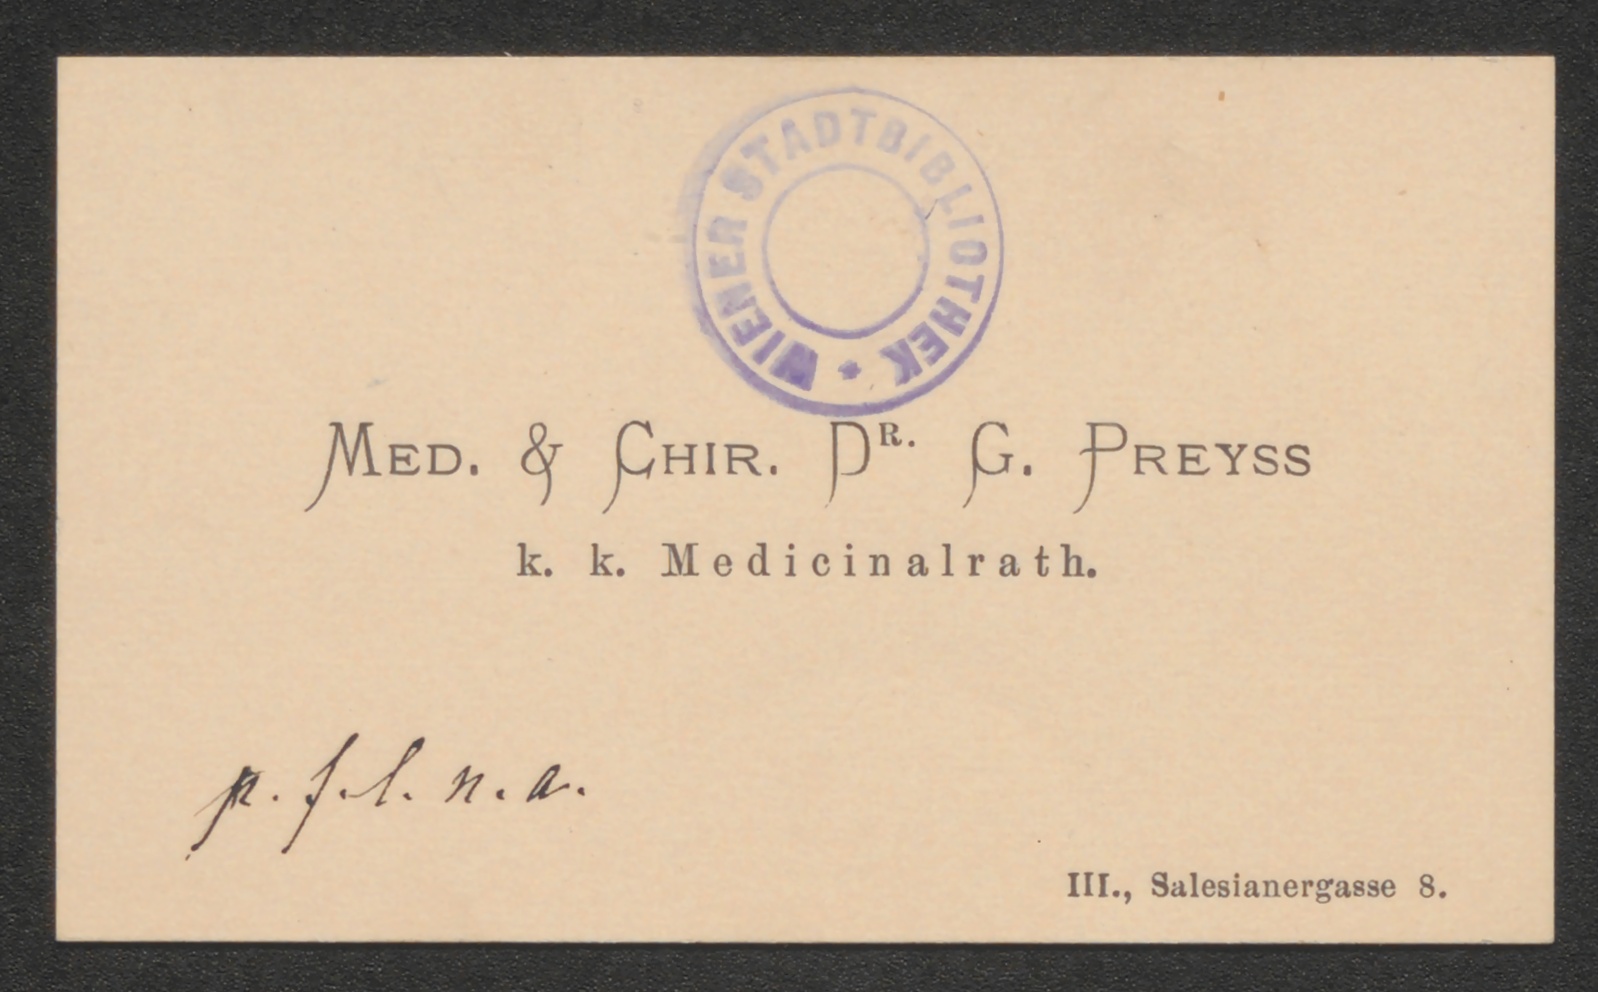 WIENER STADTBIBLIOTHEK *
MED. & CHIR. DR. G. PREYSS
k. k. Medicinalrath.
p. f. l. n. a.
III., Salesianergasse 8.